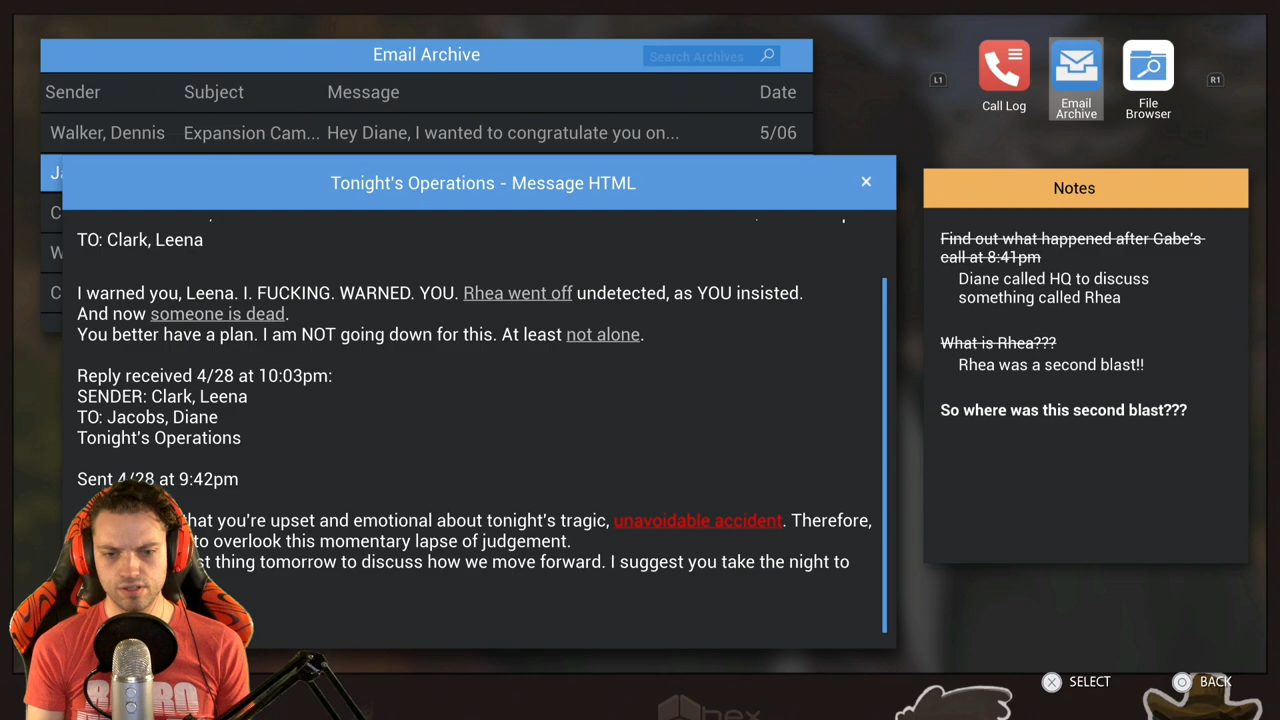 Email Archive
Search Archives
Sender Subject Message Date
Walker, Dennis Expansion Cam... Hey Diane, I wanted to congratulate you on... 5/06
Tonight's Operations - Message HTML
×
TO: Clark, Leena
I warned you, Leena. I. FUCKING. WARNED. YOU. Rhea went off undetected, as YOU insisted.
And now someone is dead.
You better have a plan. I am NOT going down for this. At least not alone.
Reply received 4/28 at 10:03pm:
SENDER: Clark, Leena
TO: Jacobs, Diane
Tonight's Operations
Sent 4/28 at 9:42pm
that you're upset and emotional about tonight's tragic, unavoidable accident. Therefore,
to overlook this momentary lapse of judgement.
thing tomorrow to discuss how we move forward. I suggest you take the night to
L1
Call Log
Email
Archive
File
Browser
R1
Notes
Find out what happened after Gabe's
call at 8:41pm
Diane called HQ to discuss
something called Rhea
What is Rhea???
Rhea was a second blast!!
So where was this second blast???
SELECT
BACK
hex